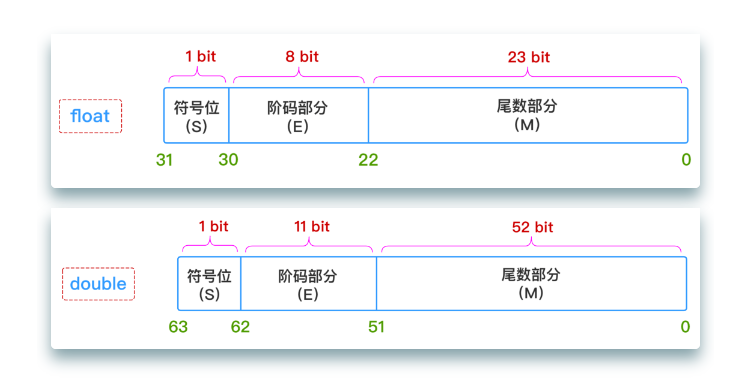 1 bit 8 bit 23 bit
float
符号位 阶码部分 尾数部分
(S) (E) (M)
31 30 22 0
1 bit 11 bit 52 bit
double
符号位 阶码部分 尾数部分
(S) (E) (M)
63 62 51 0